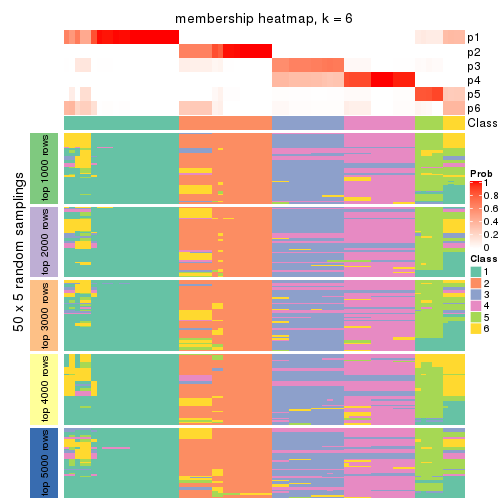 membership heatmap, k = 6
p1
p2
p3
p4
p5
p6
Class
50 x 5 random samplings
top 1000 rows
top 2000 rows
top 3000 rows
top 4000 rows
top 5000 rows
Prob
1
0.8
0.6
0.4
0.2
0
Class
1
2
3
4
5
6